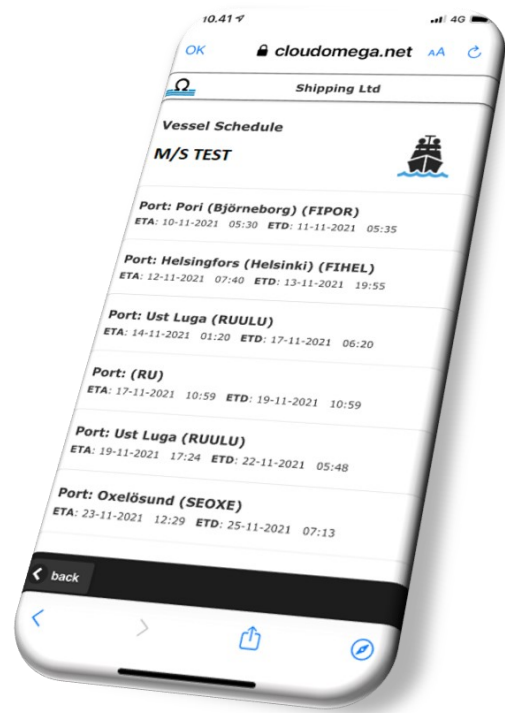 10.41
4G
OK
cloudomega.net AA
Ω Shipping Ltd
Vessel Schedule
M/S TEST
Port: Pori (Björneborg) (FIPOR)
ETA: 10-11-2021 05:30 ETD: 11-11-2021 05:35
Port: Helsingfors (Helsinki) (FIHEL)
ETA: 12-11-2021 07:40 ETD: 13-11-2021 19:55
Port: Ust Luga (RUULU)
ETA: 14-11-2021 01:20 ETD: 17-11-2021 06:20
Port: (RU)
ETA: 17-11-2021 10:59 ETD: 19-11-2021 10:59
Port: Ust Luga (RUULU)
ETA: 19-11-2021 17:24 ETD: 22-11-2021 05:48
Port: Oxelösund (SEOXE)
ETA: 23-11-2021 12:29 ETD: 25-11-2021 07:13
back